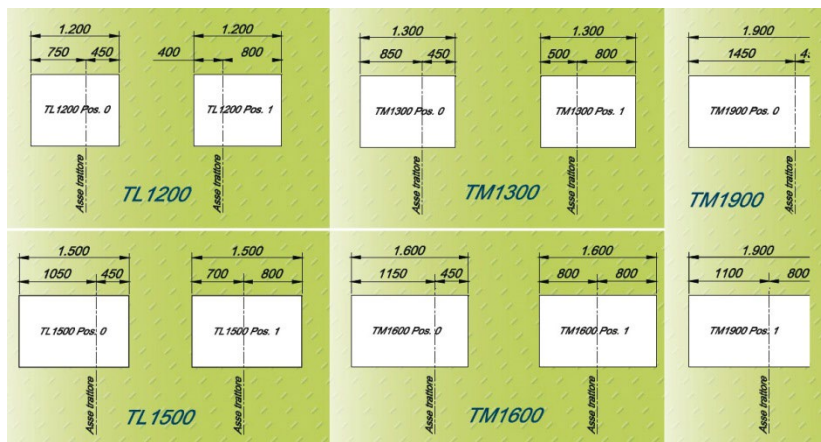 1.200
750 450
TL1200 Pos. 0
Asse trattore
1.200
400 800
TL1200 Pos. 1
Asse trattore
TL1200
1.300
850 450
TM1300 Pos. 0
Asse trattore
1.300
500 800
TM1300 Pos. 1
Asse trattore
TM1300
1.900
1450
TM1900 Pos. 0
Asse trattore
TM1900
1.500
1050 450
TL1500 Pos. 0
Asse trattore
1.500
700 800
TL1500 Pos. 1
Asse trattore
TL1500
1.600
1150 450
TM1600 Pos. 0
Asse trattore
1.600
800 800
TM1600 Pos. 1
Asse trattore
TM1600
1.900
1100 800
TM1900 Pos. 1
Asse trattore